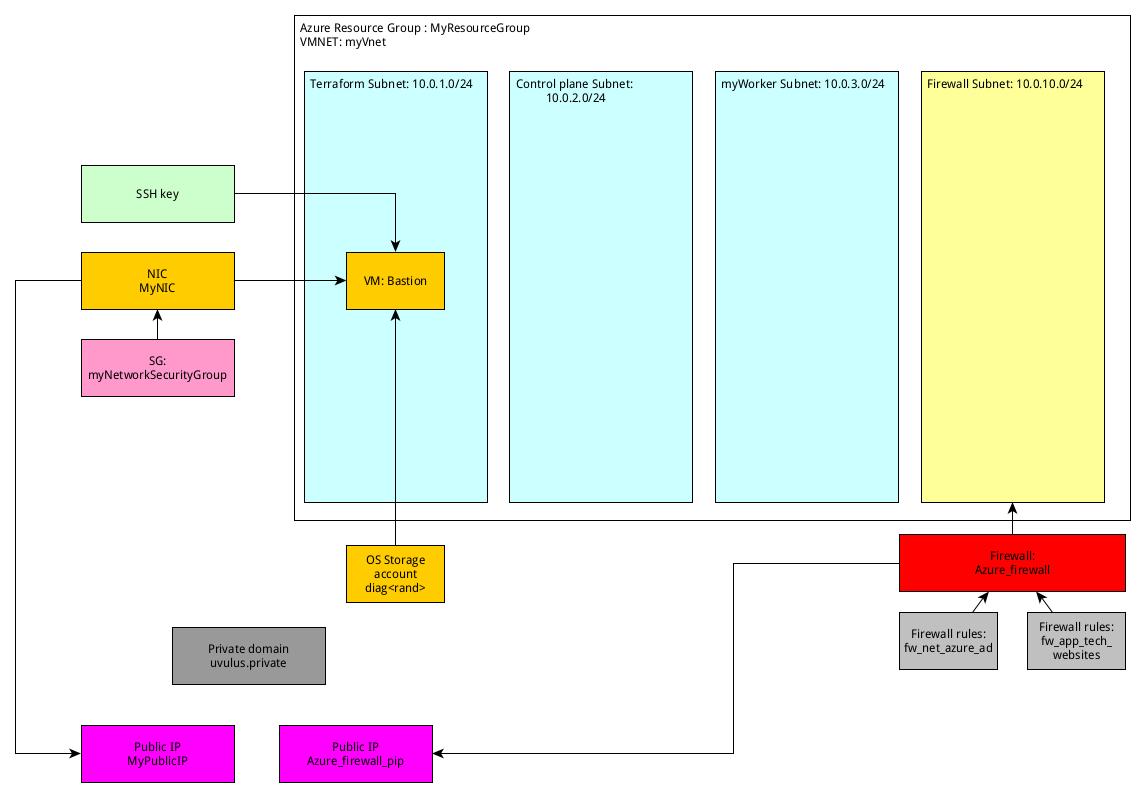 Azure Resource Group : MyResourceGroup
VMNET: myVnet
Terraform Subnet: 10.0.1.0/24
Control plane Subnet:
10.0.2.0/24
myWorker Subnet: 10.0.3.0/24
Firewall Subnet: 10.0.10.0/24
SSH key
NIC
MyNIC
VM: Bastion
SG:
myNetworkSecurityGroup
OS Storage
account
diag<rand>
Firewall:
Azure_firewall
Firewall rules:
fw_net_azure_ad
Firewall rules:
fw_app_tech_
websites
Private domain
uvulus.private
Public IP
MyPublicIP
Public IP
Azure_firewall_pip